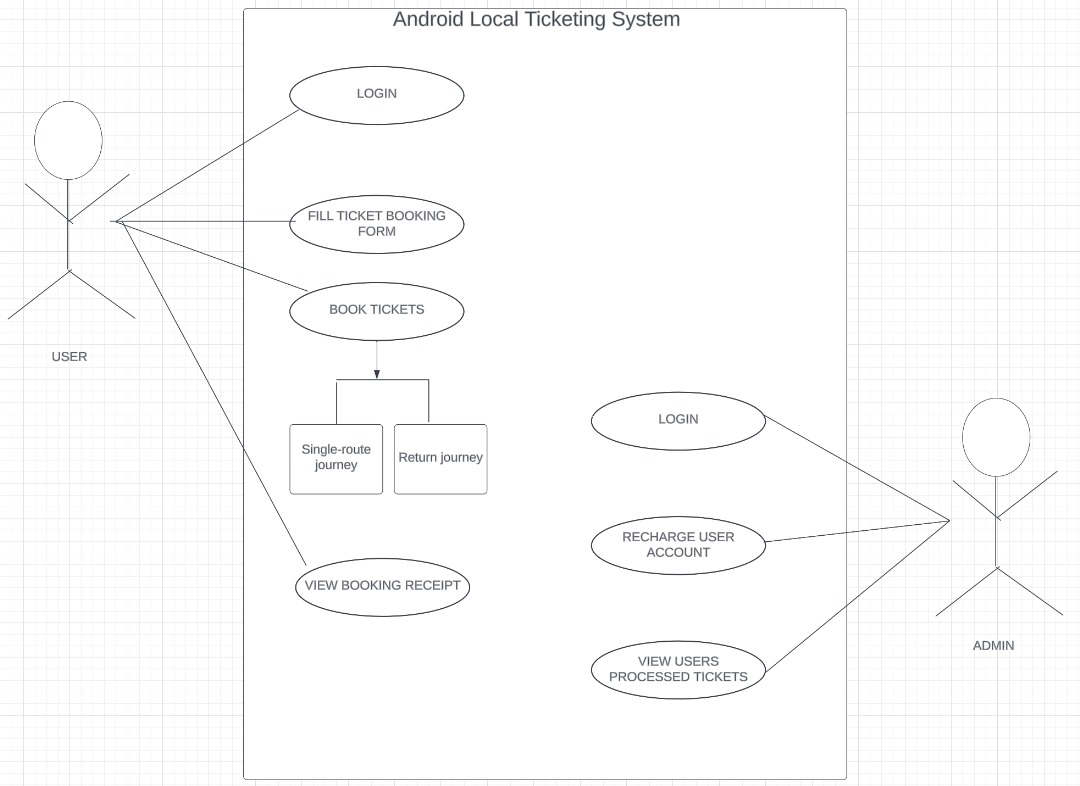 Android Local Ticketing System
LOGIN
FILL TICKET BOOKING
FORM
BOOK TICKETS
USER
Single-route
journey
Return journey
LOGIN
RECHARGE USER
ACCOUNT
VIEW BOOKING RECEIPT
VIEW USERS
PROCESSED TICKETS
ADMIN